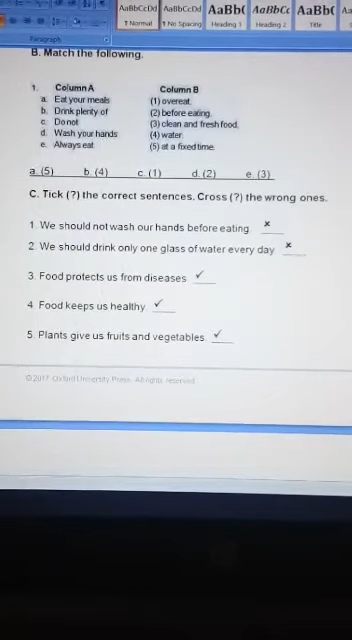 AaBbCcDd AaBbCcDd AaBb( AaBbCc AaBb( Aa
¶ Normal ¶ No Spacing Heading 1 Heading 2 Title
Paragraph
B. Match the following.
1. Column A Column B
a. Eat your meals (1) overeat.
b. Drink plenty of (2) before eating.
c. Do not (3) clean and fresh food.
d. Wash your hands (4) water.
e. Always eat (5) at a fixed time.
a. (5) b. (4) c. (1) d. (2) e. (3)
C. Tick (?) the correct sentences. Cross (?) the wrong ones.
1. We should not wash our hands before eating. ×
2. We should drink only one glass of water every day. ×
3. Food protects us from diseases. ✓
4. Food keeps us healthy. ✓
5. Plants give us fruits and vegetables. ✓
©2017 Oxford University Press. All rights reserved